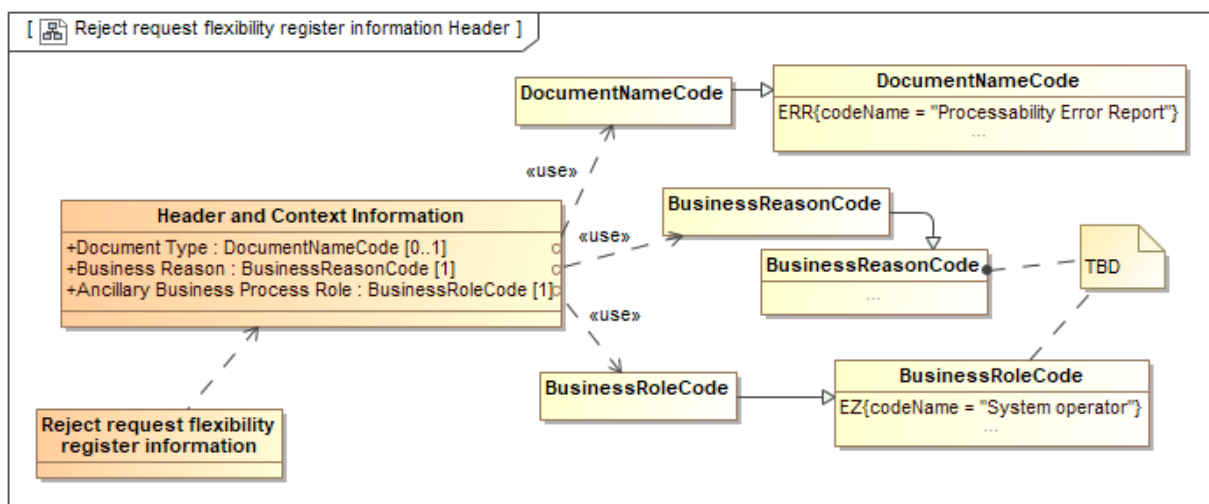 [ Reject request flexibility register information Header ]
DocumentNameCode
DocumentNameCode
ERR{codeName = "Processability Error Report"}
...
«use»
Header and Context Information
+Document Type : DocumentNameCode [0..1]
+Business Reason : BusinessReasonCode [1]
+Ancillary Business Process Role : BusinessRoleCode [1]
«use»
BusinessReasonCode
BusinessReasonCode
...
TBD
«use»
BusinessRoleCode
BusinessRoleCode
EZ{codeName = "System operator"}
...
Reject request flexibility
register information